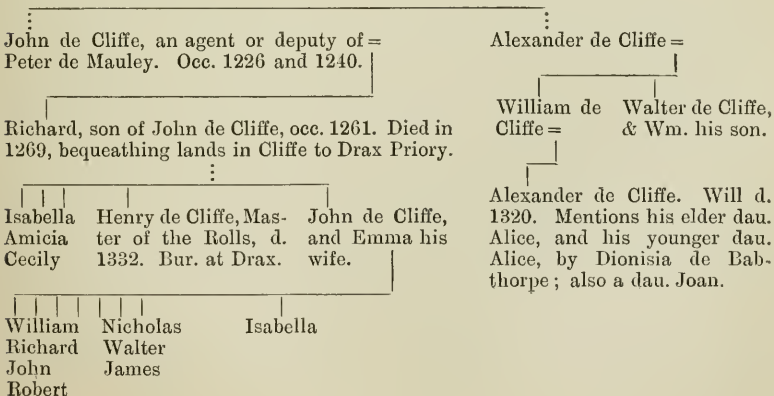 John de Cliffe, an agent or deputy of =
Peter de Mauley. Occ. 1226 and 1240.
Alexander de Cliffe =
William de
Cliffe =
Walter de Cliffe,
& Wm. his son.
Richard, son of John de Cliffe, occ. 1261. Died in
1269, bequeathing lands in Cliffe to Drax Priory.
Alexander de Cliffe. Will d.
1320. Mentions his elder dau.
Alice, and his younger dau.
Alice, by Dionisia de Bab-
thorpe; also a dau. Joan.
Isabella
Amicia
Cecily
Henry de Cliffe, Mas-
ter of the Rolls, d.
1332. Bur. at Drax.
John de Cliffe,
and Emma his
wife.
William
Richard
John
Robert
Nicholas
Walter
James
Isabella